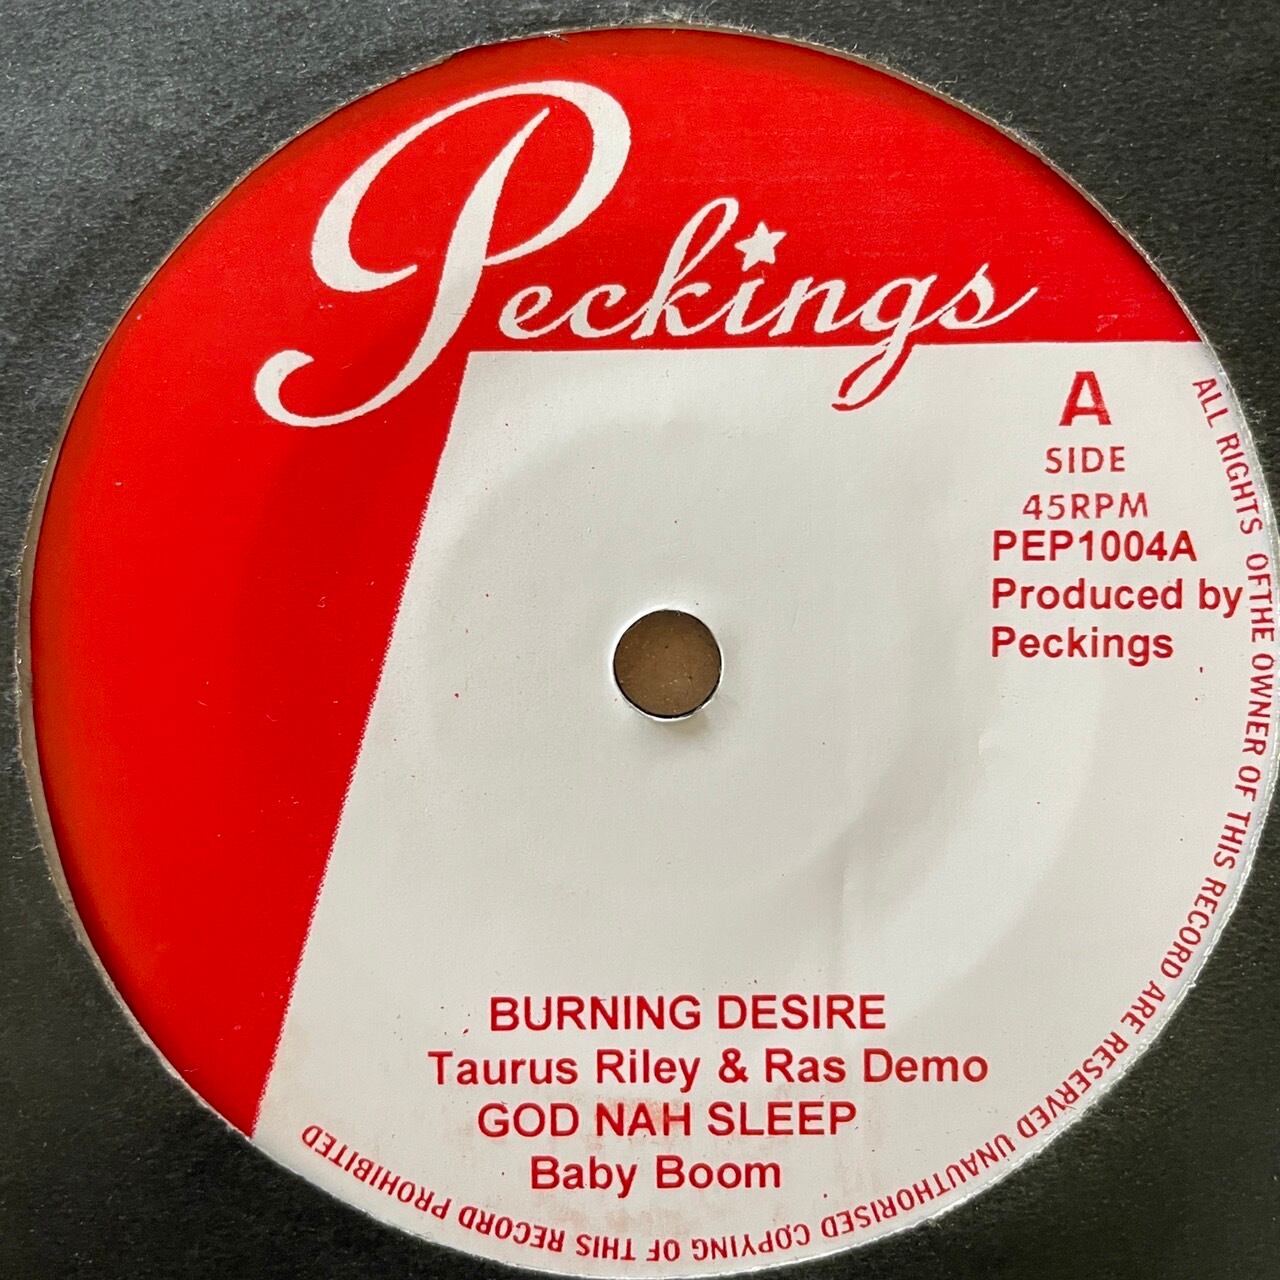 Peckings
A
SIDE
45RPM
PEP1004A
Produced by
Peckings
ALL RIGHTS OFTHE OWNER OF THIS RECORD ARE RESERVED UNAUTHORISED COPYING OF THIS RECORD PROHIBITED
BURNING DESIRE
Taurus Riley & Ras Demo
GOD NAH SLEEP
Baby Boom